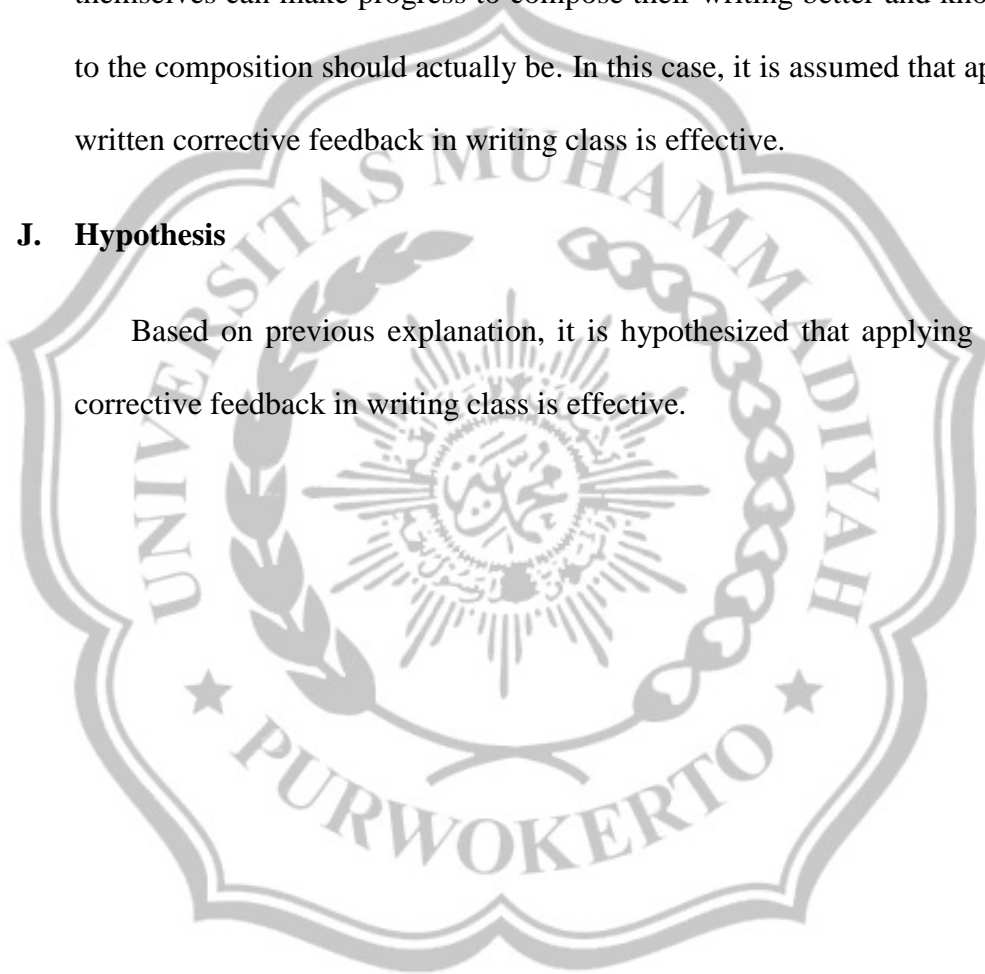 themselves can make progress to compose their writing better and kno
to the composition should actually be. In this case, it is assumed that ap
written corrective feedback in writing class is effective.
J. Hypothesis
Based on previous explanation, it is hypothesized that applying
corrective feedback in writing class is effective.
UNIVERSITAS MUHAMMADIYAH
PURWOKERTO